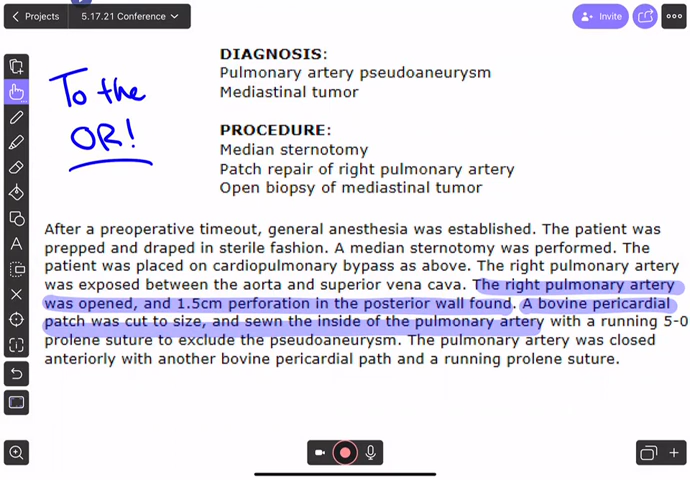 Projects
5.17.21 Conference
Invite
To the
OR!
DIAGNOSIS:
Pulmonary artery pseudoaneurysm
Mediastinal tumor
PROCEDURE:
Median sternotomy
Patch repair of right pulmonary artery
Open biopsy of mediastinal tumor
After a preoperative timeout, general anesthesia was established. The patient was
prepped and draped in sterile fashion. A median sternotomy was performed. The
patient was placed on cardiopulmonary bypass as above. The right pulmonary artery
was exposed between the aorta and superior vena cava. The right pulmonary artery
was opened, and 1.5cm perforation in the posterior wall found. A bovine pericardial
patch was cut to size, and sewn the inside of the pulmonary artery with a running 5-0
prolene suture to exclude the pseudoaneurysm. The pulmonary artery was closed
anteriorly with another bovine pericardial path and a running prolene suture.